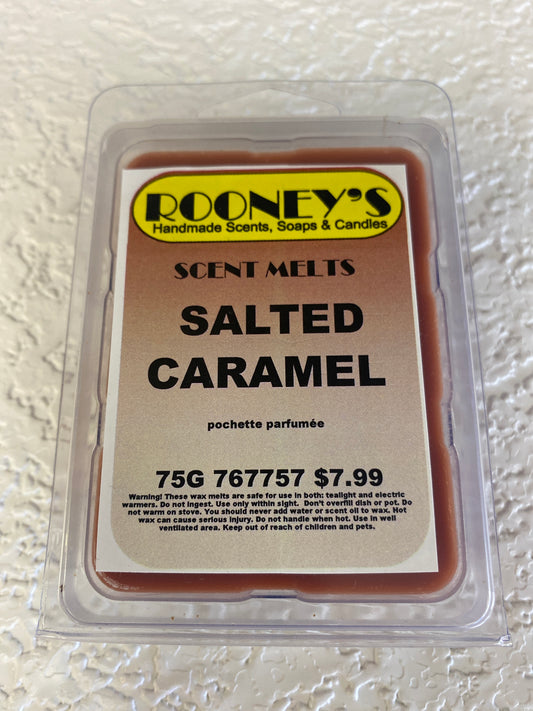 ROONEY'S
Handmade Scents, Soaps & Candles
SCENT MELTS
SALTED
CARAMEL
pochette parfumée
75G 767757 $7.99
Warning! These wax melts are safe for use in both: tealight and electric
warmers. Do not ingest. Use only within sight. Don't overfill dish or pot. Do
not warm on stove. You should never add water or scent oil to wax. Hot
wax can cause serious injury. Do not handle when hot. Use in well
ventilated area. Keep out of reach of children and pets.